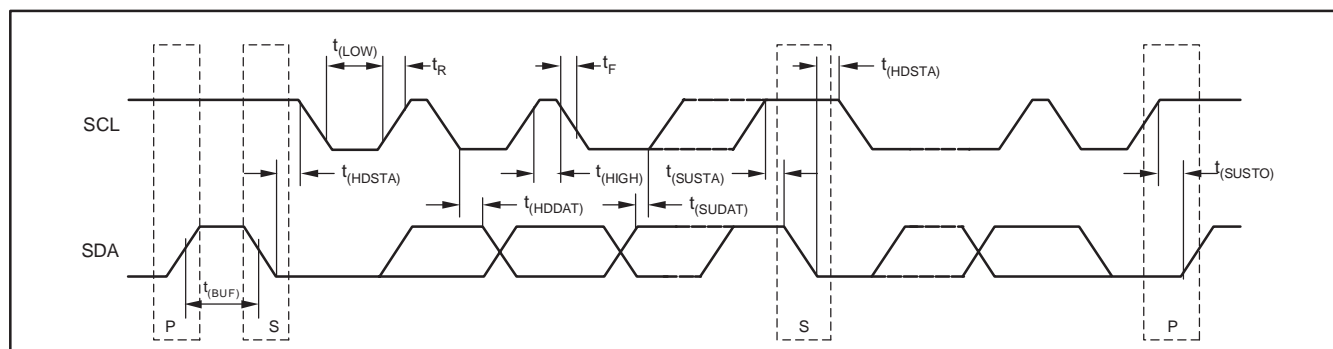 t(LOW)
tR
tF
t(HDSTA)
SCL
t(HDSTA)
t(HIGH)
t(SUSTA)
t(SUSTO)
t(HDDAT)
t(SUDAT)
SDA
t(BUF)
P
S
S
P